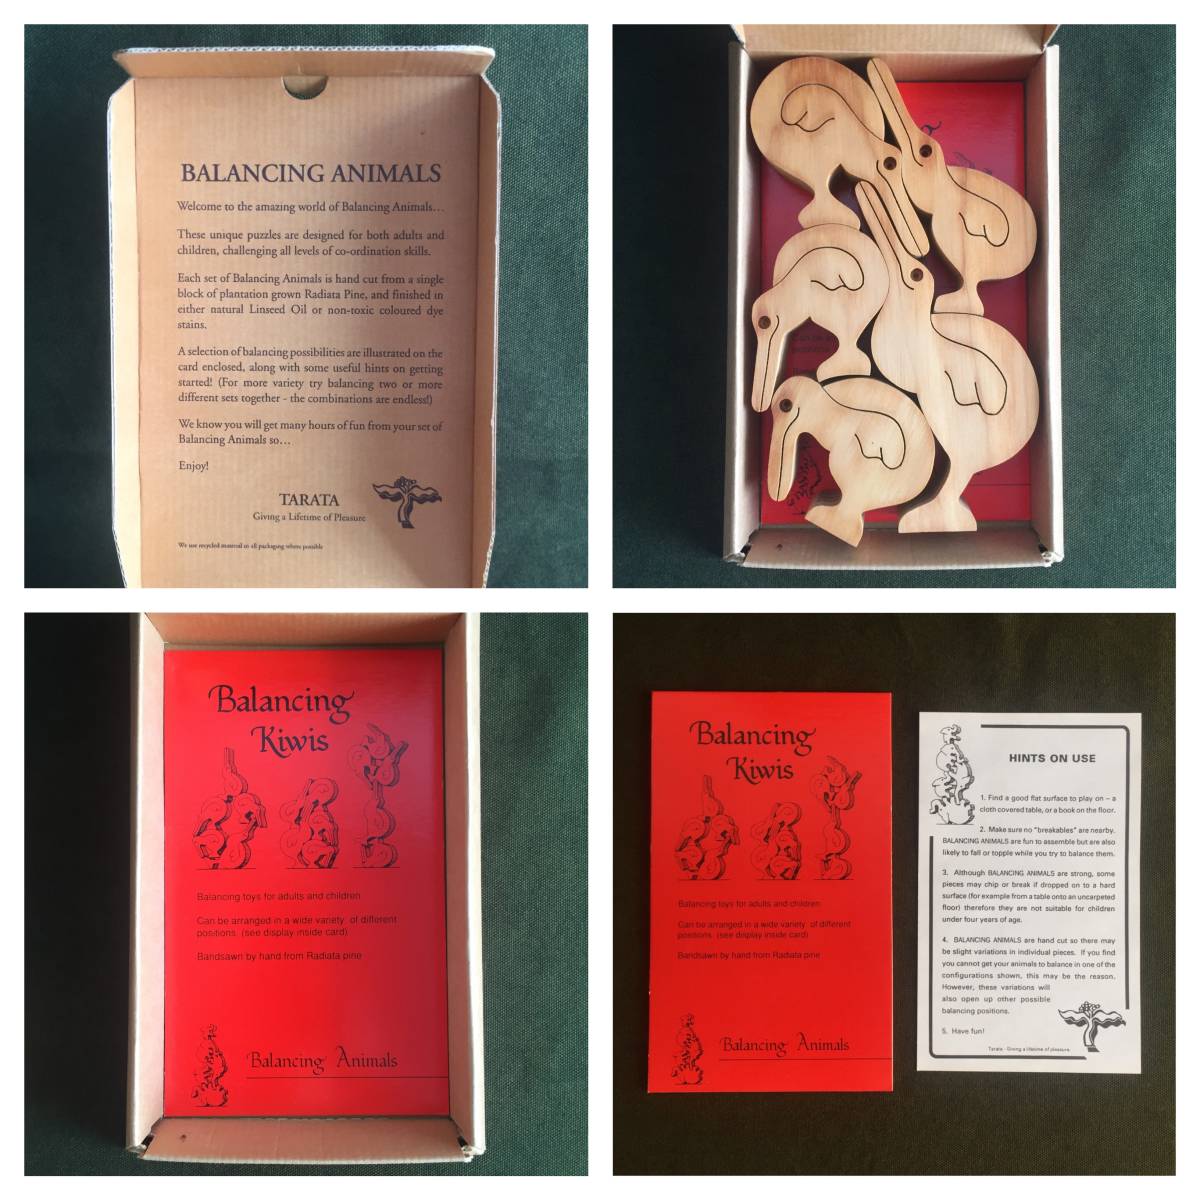 BALANCING ANIMALS
Welcome to the amazing world of Balancing Animals…
These unique puzzles are designed for both adults and
children, challenging all levels of co-ordination skills.
Each set of Balancing Animals is hand cut from a single
block of plantation grown Radiata Pine, and finished in
either natural Linseed Oil or non-toxic coloured dye
stains.
A selection of balancing possibilities are illustrated on the
card enclosed, along with some useful hints on getting
started! (For more variety try balancing two or more
different sets together - the combinations are endless!)
We know you will get many hours of fun from your set of
Balancing Animals so…
Enjoy!
TARATA
Giving a Lifetime of Pleasure
We use recycled material in all packaging where possible
Balancing
Kiwis
Balancing toys for adults and children
Can be arranged in a wide variety of different
positions (see display inside card)
Bandsawn by hand from Radiata pine
Balancing Animals
Balancing
Kiwis
Balancing toys for adults and children
Can be arranged in a wide variety of different
positions (see display inside card)
Bandsawn by hand from Radiata pine
Balancing Animals
HINTS ON USE
1. Find a good flat surface to play on – a
cloth covered table, or a book on the floor.
2. Make sure no "breakables" are nearby.
BALANCING ANIMALS are fun to assemble but are also
likely to fall or topple while you try to balance them.
3. Although BALANCING ANIMALS are strong, some
pieces may chip or break if dropped on to a hard
surface (for example from a table onto an uncarpeted
floor) therefore they are not suitable for children
under four years of age.
4. BALANCING ANIMALS are hand cut so there may
be slight variations in individual pieces. If you find
you cannot get your animals to balance in one of the
configurations shown, this may be the reason.
However, these variations will
also open up other possible
balancing positions.
5. Have fun!
Tarata - Giving a lifetime of pleasure